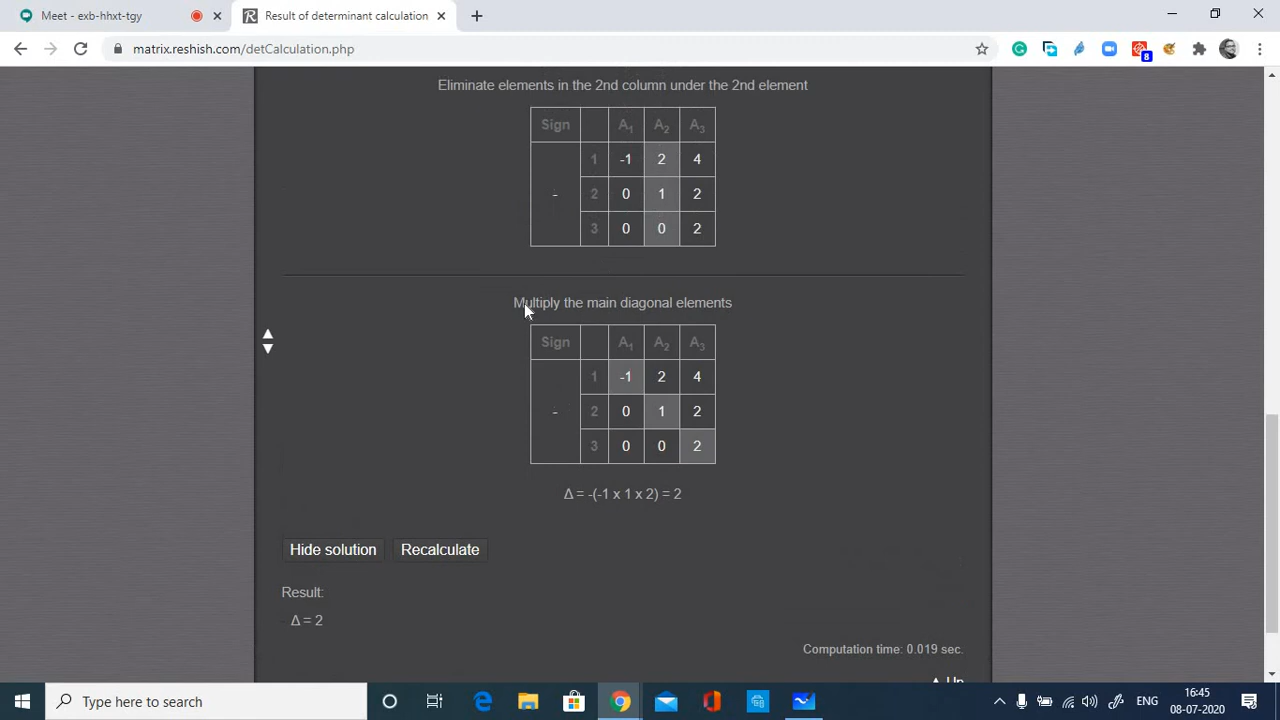 Meet - exb-hhxt-tgy
Result of determinant calculation
matrix.reshish.com/detCalculation.php
8
Eliminate elements in the 2nd column under the 2nd element
Sign A1 A2 A3
1 -1 2 4
- 2 0 1 2
3 0 0 2
Multiply the main diagonal elements
Sign A1 A2 A3
1 -1 2 4
- 2 0 1 2
3 0 0 2
Δ = -(-1 x 1 x 2) = 2
Hide solution Recalculate
Result:
Δ = 2
Computation time: 0.019 sec.
▲ Up
Type here to search
ENG
16:45
08-07-2020